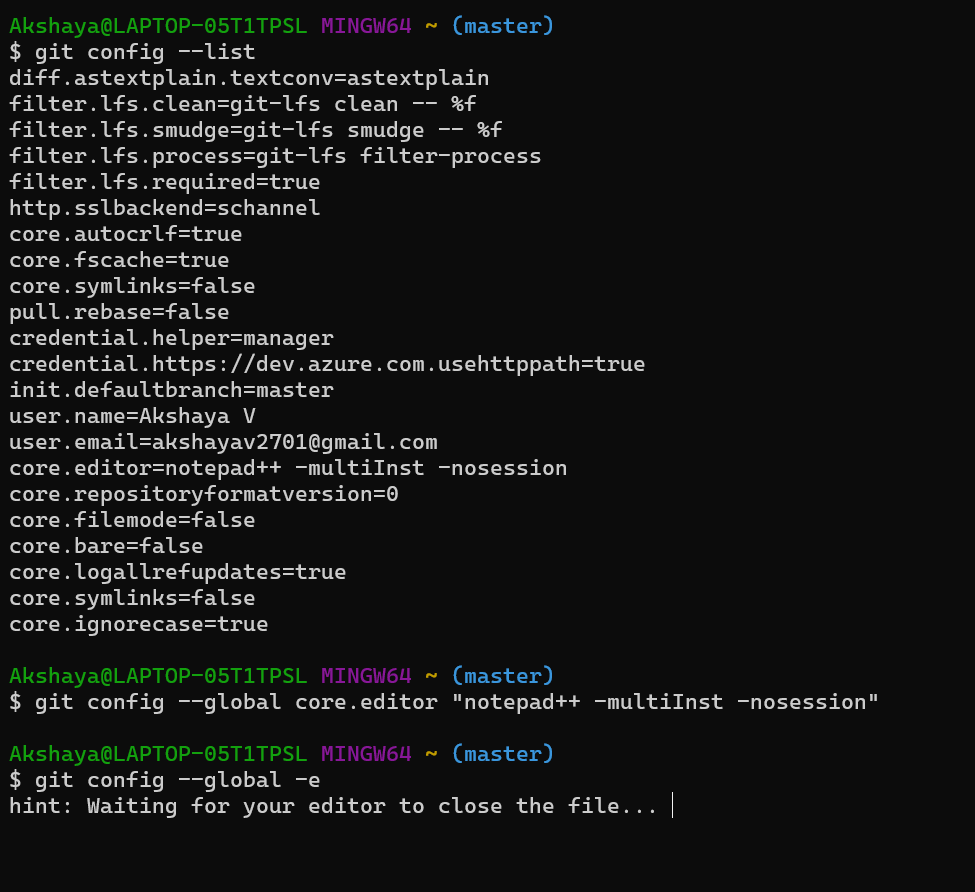 Akshaya@LAPTOP-05T1TPSL MINGW64 ~ (master)
$ git config --list
diff.astextplain.textconv=astextplain
filter.lfs.clean=git-lfs clean -- %f
filter.lfs.smudge=git-lfs smudge -- %f
filter.lfs.process=git-lfs filter-process
filter.lfs.required=true
http.sslbackend=schannel
core.autocrlf=true
core.fscache=true
core.symlinks=false
pull.rebase=false
credential.helper=manager
credential.https://dev.azure.com.usehttppath=true
init.defaultbranch=master
user.name=Akshaya V
user.email=akshayav2701@gmail.com
core.editor=notepad++ -multiInst -nosession
core.repositoryformatversion=0
core.filemode=false
core.bare=false
core.logallrefupdates=true
core.symlinks=false
core.ignorecase=true
Akshaya@LAPTOP-05T1TPSL MINGW64 ~ (master)
$ git config --global core.editor "notepad++ -multiInst -nosession"
Akshaya@LAPTOP-05T1TPSL MINGW64 ~ (master)
$ git config --global -e
hint: Waiting for your editor to close the file...